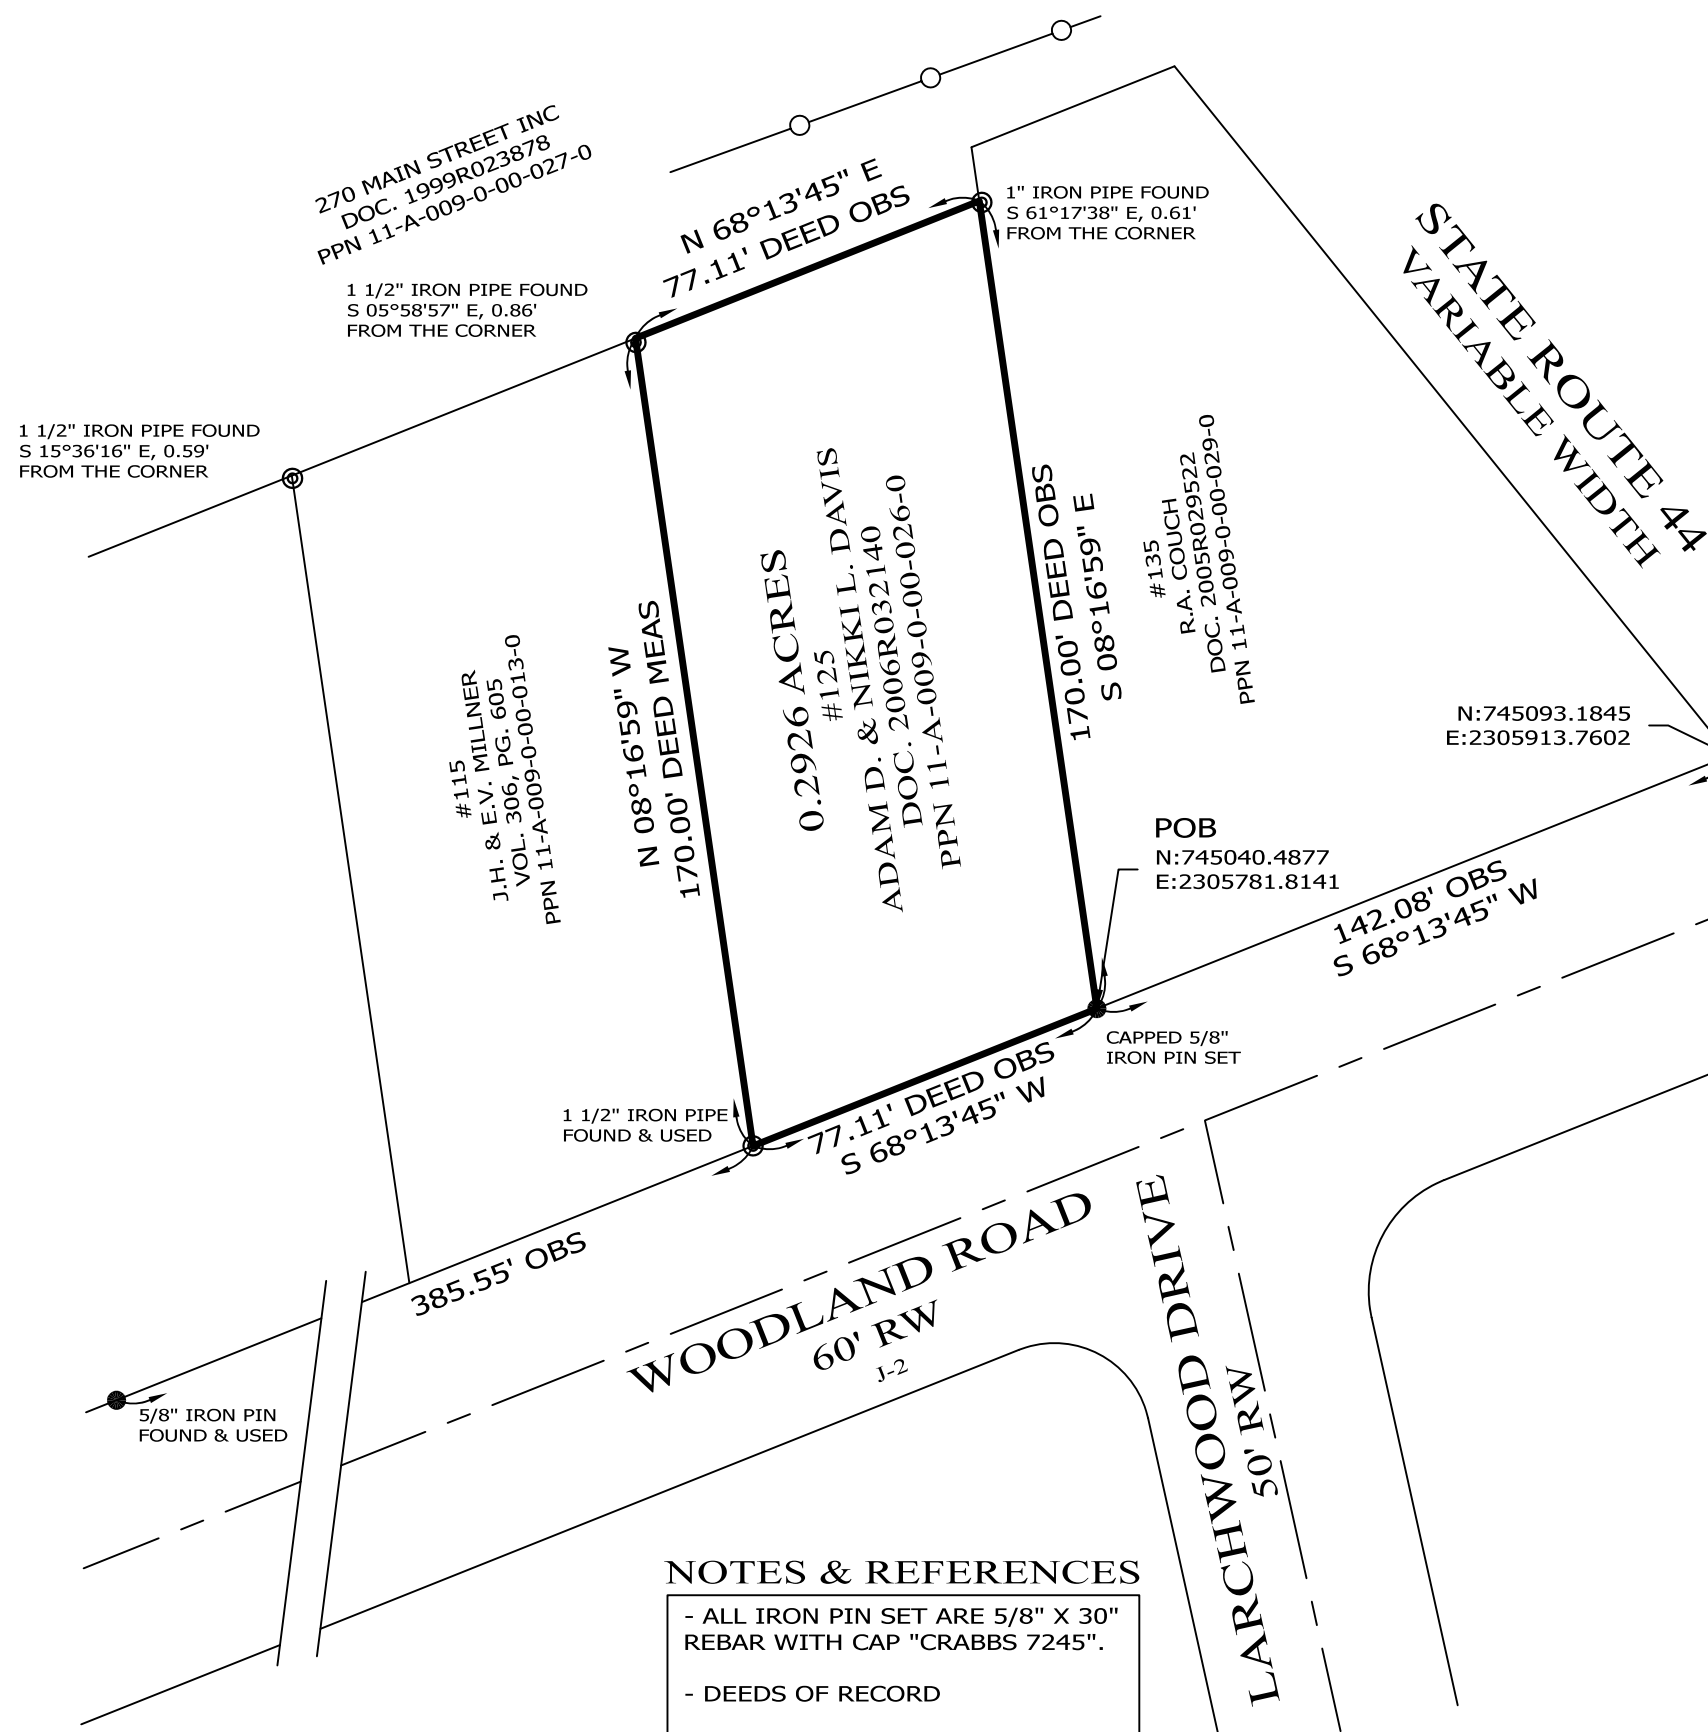 270 MAIN STREET INC
DOC. 1999R023878
PPN 11-A-009-0-00-027-0
N 68°13'45" E
77.11' DEED OBS
1" IRON PIPE FOUND
S 61°17'38" E, 0.61'
FROM THE CORNER
STATE ROUTE 44
VARIABLE WIDTH
1 1/2" IRON PIPE FOUND
S 05°58'57" E, 0.86'
FROM THE CORNER
1 1/2" IRON PIPE FOUND
S 15°36'16" E, 0.59'
FROM THE CORNER
#115
J.H. & E.V. MILLNER
VOL. 306, PG. 605
PPN 11-A-009-0-00-013-0
N 08°16'59" W
170.00' DEED MEAS
0.2926 ACRES
#125
ADAM D. & NIKKI L. DAVIS
DOC. 2006R032140
PPN 11-A-009-0-00-026-0
170.00' DEED OBS
S 08°16'59" E
#135
R.A. COUCH
DOC. 2005R029522
PPN 11-A-009-0-00-029-0
N:745093.1845
E:2305913.7602
POB
N:745040.4877
E:2305781.8141
142.08' OBS
S 68°13'45" W
CAPPED 5/8"
IRON PIN SET
1 1/2" IRON PIPE
FOUND & USED
77.11' DEED OBS
S 68°13'45" W
385.55' OBS
WOODLAND ROAD
60' RW
J-2
LARCHWOOD DRIVE
50' RW
5/8" IRON PIN
FOUND & USED
NOTES & REFERENCES
- ALL IRON PIN SET ARE 5/8" X 30"
REBAR WITH CAP "CRABBS 7245".
- DEEDS OF RECORD